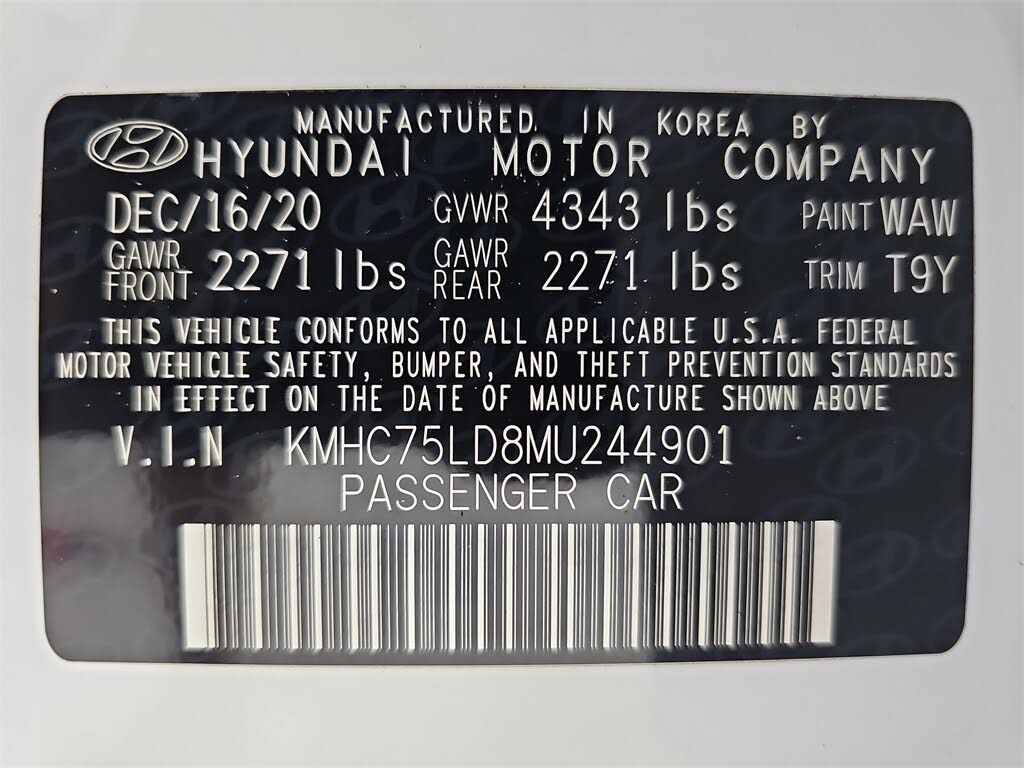 MANUFACTURED IN KOREA BY
HYUNDAI MOTOR COMPANY
DEC/16/20 GVWR 4343 lbs PAINT WAW
GAWR FRONT 2271 lbs GAWR REAR 2271 lbs TRIM T9Y
THIS VEHICLE CONFORMS TO ALL APPLICABLE U.S.A. FEDERAL
MOTOR VEHICLE SAFETY, BUMPER, AND THEFT PREVENTION STANDARDS
IN EFFECT ON THE DATE OF MANUFACTURE SHOWN ABOVE
V.I.N KMHC75LD8MU244901
PASSENGER CAR